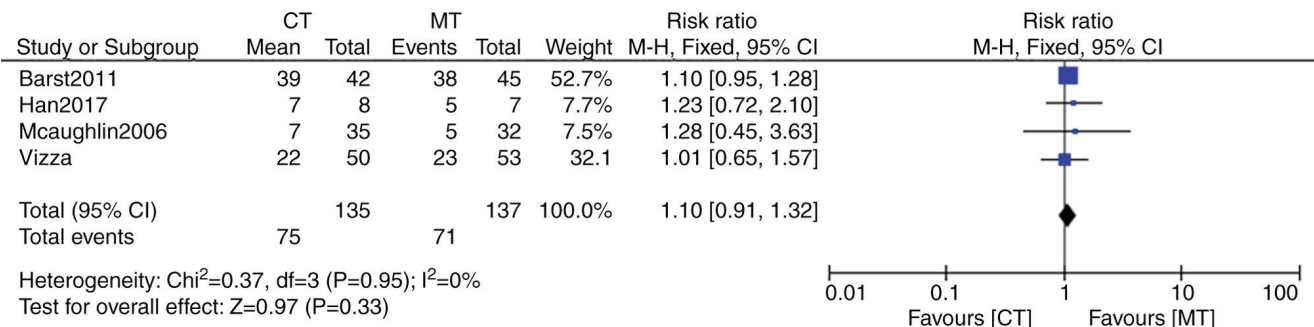 CT MT Risk ratio Risk ratio
Study or Subgroup Mean Total Events Total Weight M-H, Fixed, 95% CI M-H, Fixed, 95% CI
Barst2011 39 42 38 45 52.7% 1.10 [0.95, 1.28]
Han2017 7 8 5 7 7.7% 1.23 [0.72, 2.10]
Mcaughlin2006 7 35 5 32 7.5% 1.28 [0.45, 3.63]
Vizza 22 50 23 53 32.1 1.01 [0.65, 1.57]
Total (95% CI) 135 137 100.0% 1.10 [0.91, 1.32]
Total events 75 71
Heterogeneity: Chi²=0.37, df=3 (P=0.95); I²=0%
Test for overall effect: Z=0.97 (P=0.33)
0.01 0.1 1 10 100
Favours [CT] Favours [MT]